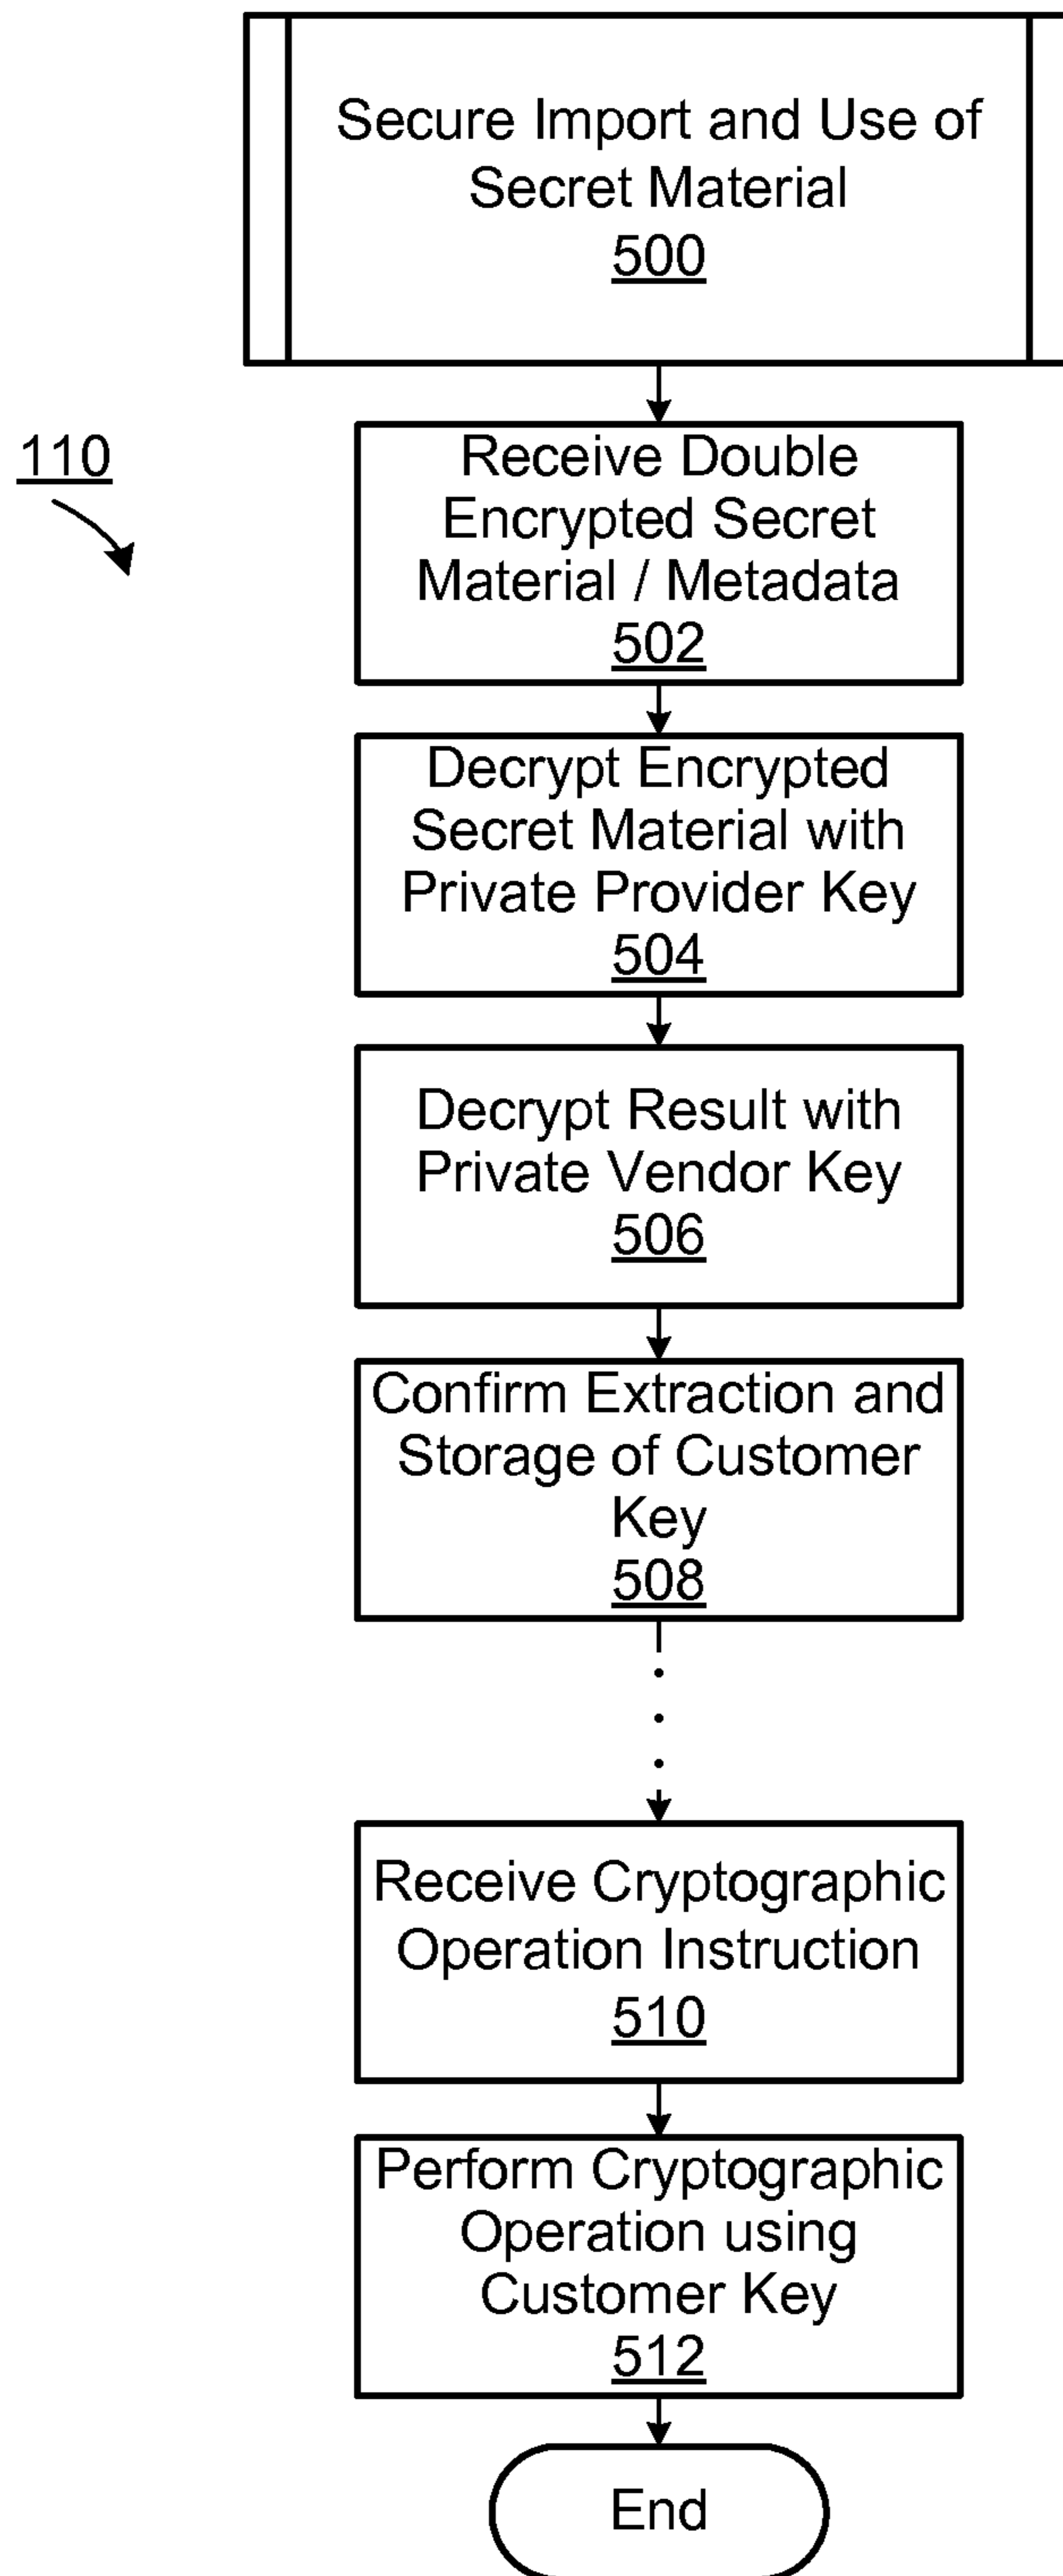 Secure Import and Use of
Secret Material
500
110
Receive Double
Encrypted Secret
Material / Metadata
502
Decrypt Encrypted
Secret Material with
Private Provider Key
504
Decrypt Result with
Private Vendor Key
506
Confirm Extraction and
Storage of Customer
Key
508
Receive Cryptographic
Operation Instruction
510
Perform Cryptographic
Operation using
Customer Key
512
End